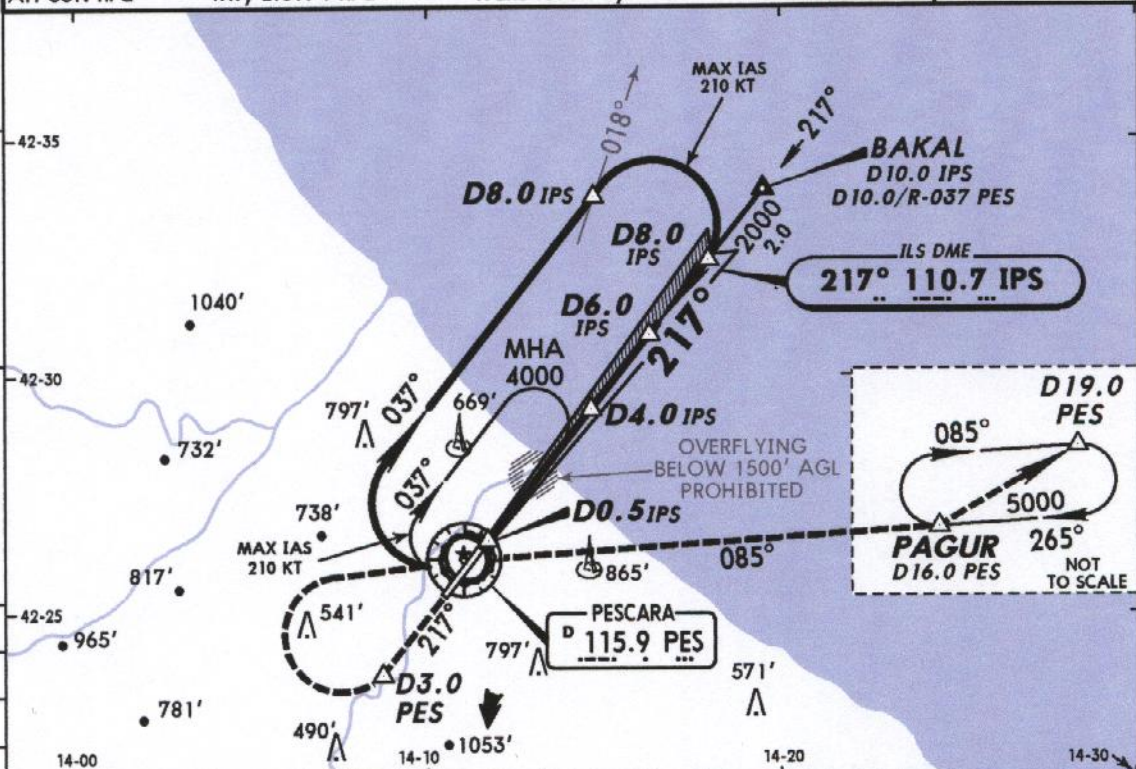 MAX IAS
210 KT
018°
217°
42-35
BAKAL
D10.0 IPS
D10.0/R-037 PES
D8.0 IPS
D8.0
IPS
2000
2.0
ILS DME
217° 110.7 IPS
1040'
D6.0
IPS
217°
MHA
4000
42-30
D19.0
PES
797'
037°
669'
D4.0 IPS
085°
732'
OVERFLYING
BELOW 1500' AGL
PROHIBITED
037°
5000
738'
D0.5 IPS
PAGUR
D16.0 PES
265°
NOT
TO SCALE
MAX IAS
210 KT
085°
865'
817'
541'
PESCARA
D 115.9 PES
42-25
217°
965'
797'
D3.0
PES
571'
781'
490'
1053'
14-00
14-10
14-20
14-30